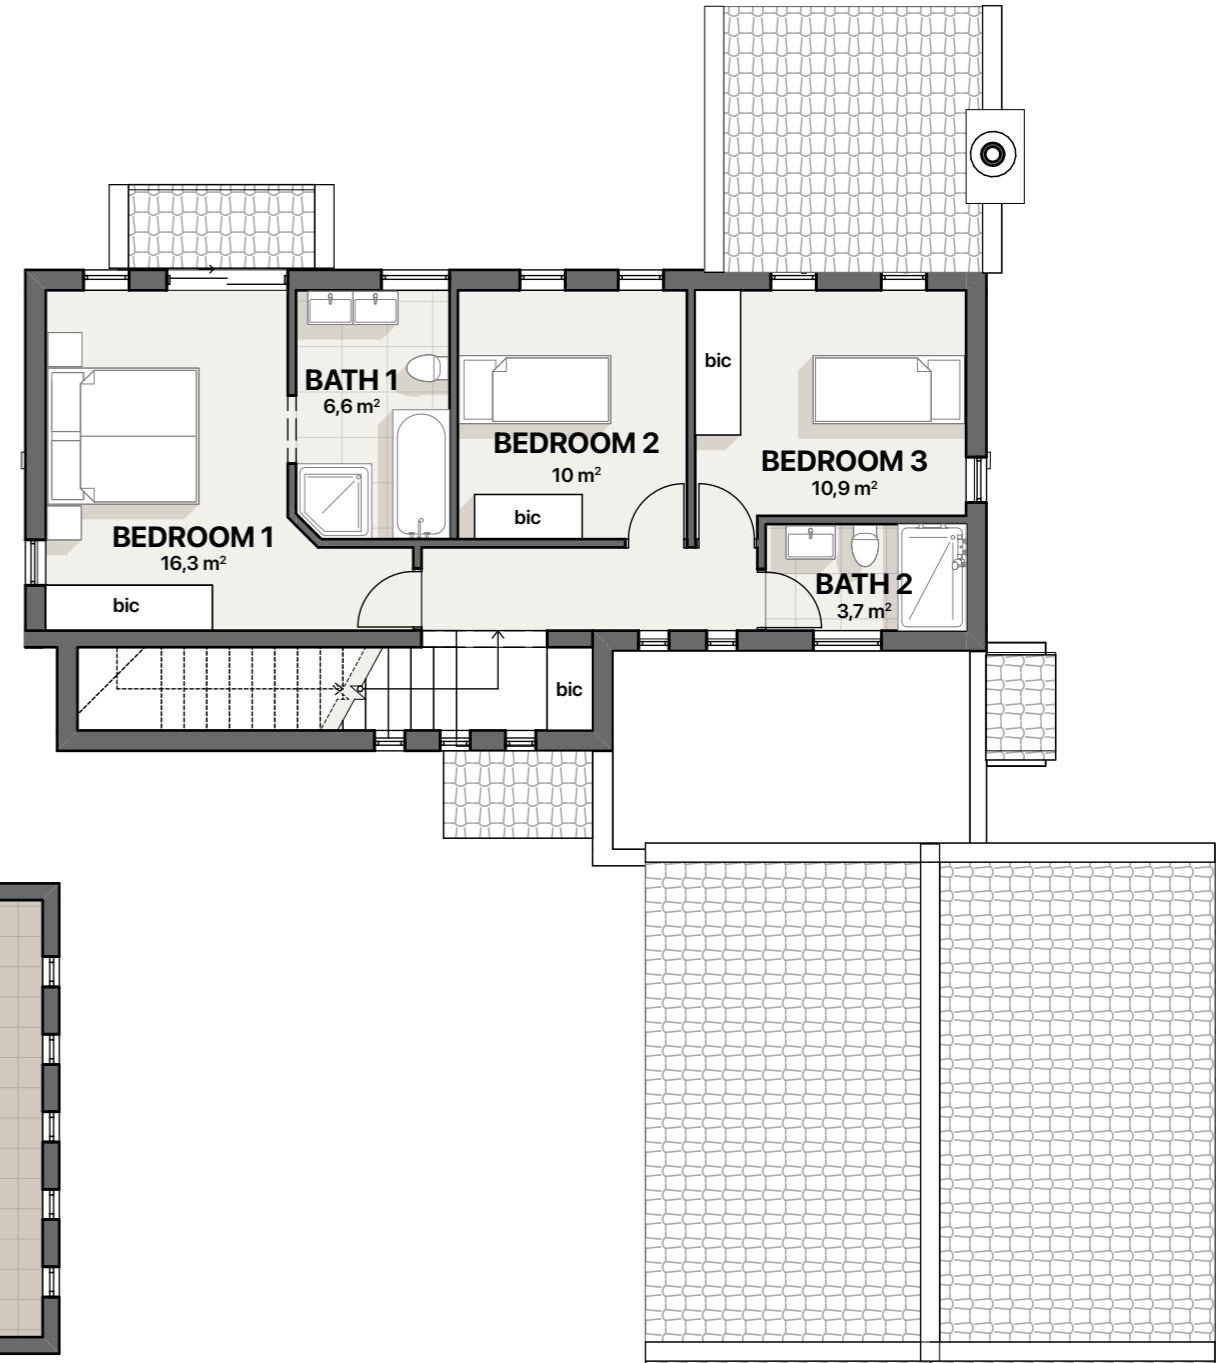 BATH 1
6,6 m²
bic
BEDROOM 2
10 m²
bic
BEDROOM 3
10,9 m²
BEDROOM 1
16,3 m²
bic
BATH 2
3,7 m²
bic